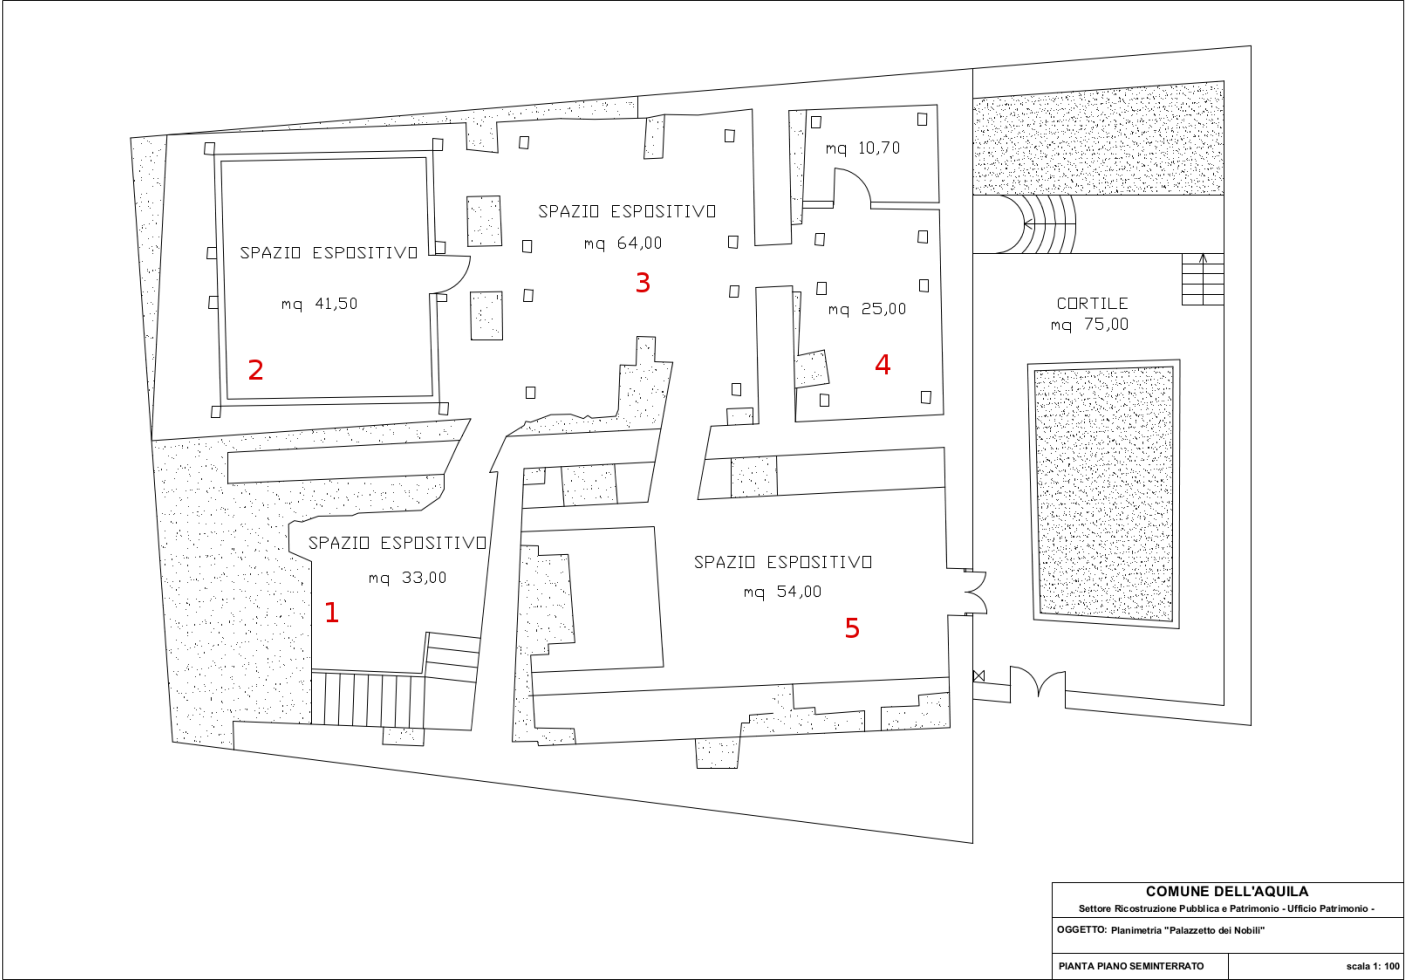 mq 10,70
SPAZIO ESPOSITIVO
mq 64,00
3
SPAZIO ESPOSITIVO
mq 41,50
2
mq 25,00
4
CORTILE
mq 75,00
SPAZIO ESPOSITIVO
mq 33,00
1
SPAZIO ESPOSITIVO
mq 54,00
5
COMUNE DELL'AQUILA
Settore Ricostruzione Pubblica e Patrimonio - Ufficio Patrimonio -
OGGETTO: Planimetria "Palazzetto dei Nobili"
PIANTA PIANO SEMINTERRATO
scala 1: 100